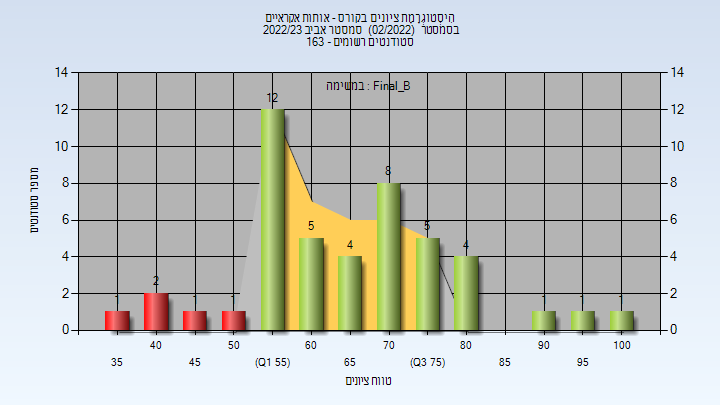 היסטוגרמת ציונים בקורס - אותות אקראיים
בסמסטר (02/2022) סמסטר אביב 2022/23
סטודנטים רשומים - 163
במשימה : Final_B
מספר סטודנטים
14 12 10 8 6 4 2 0
14 12 10 8 6 4 2 0
1 2 1 1 12 5 4 8 5 4 1 1 1
35 40 45 50 (Q1 55) 60 65 70 (Q3 75) 80 85 90 95 100
טווח ציונים